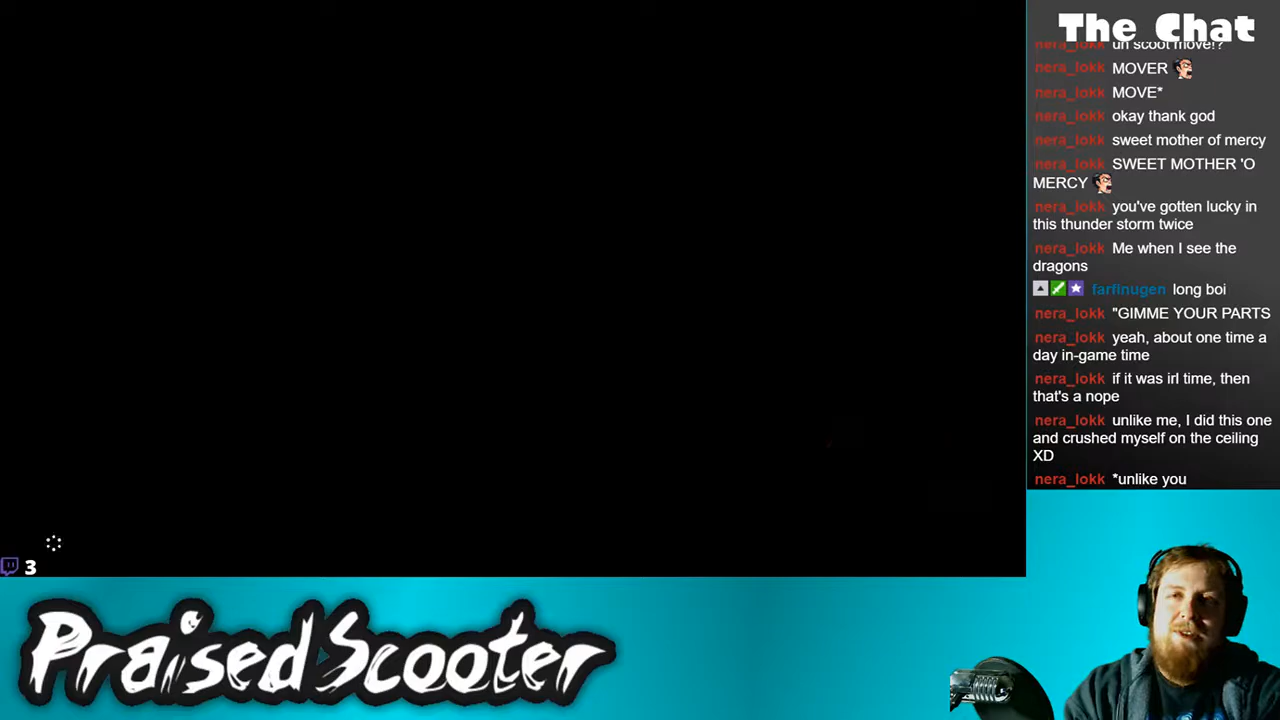 The Chat
nera_lokk uh scoot move!?
nera_lokk MOVER
nera_lokk MOVE*
nera_lokk okay thank god
nera_lokk sweet mother of mercy
nera_lokk SWEET MOTHER 'O
MERCY
nera_lokk you've gotten lucky in
this thunder storm twice
nera_lokk Me when I see the
dragons
farfinugen long boi
nera_lokk "GIMME YOUR PARTS
nera_lokk yeah, about one time a
day in-game time
nera_lokk if it was irl time, then
that's a nope
nera_lokk unlike me, I did this one
and crushed myself on the ceiling
XD
nera_lokk *unlike you
3
PraisedScooter